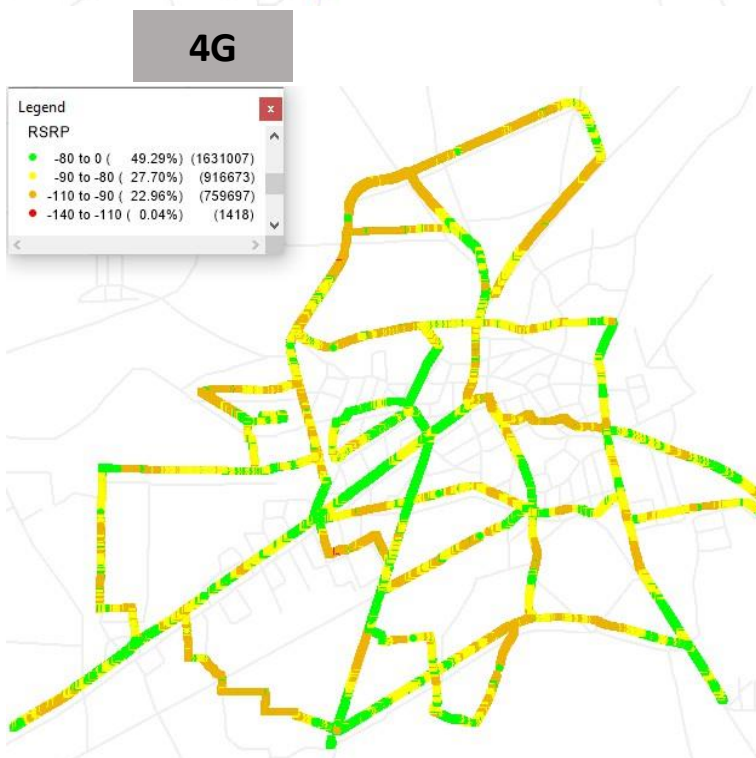 4G
Legend
x
RSRP
-80 to 0 ( 49.29%) (1631007)
-90 to -80 ( 27.70%) (916673)
-110 to -90 ( 22.96%) (759697)
-140 to -110 ( 0.04%) (1418)